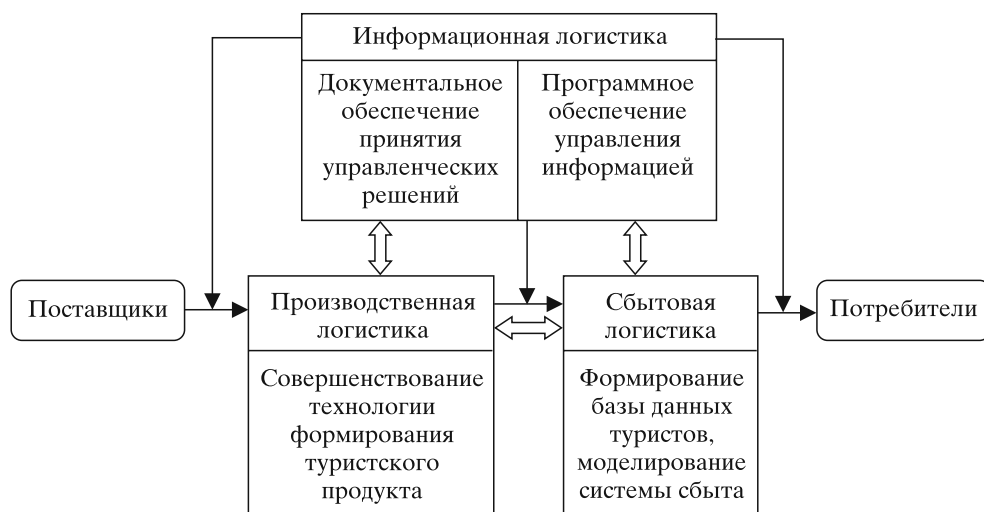 Информационная логистика
Документальное
обеспечение
принятия
управленческих
решений
Программное
обеспечение
управления
информацией
Поставщики
Производственная
логистика
Сбытовая
логистика
Потребители
Совершенствование
технологии
формирования
туристского
продукта
Формирование
базы данных
туристов,
моделирование
системы сбыта